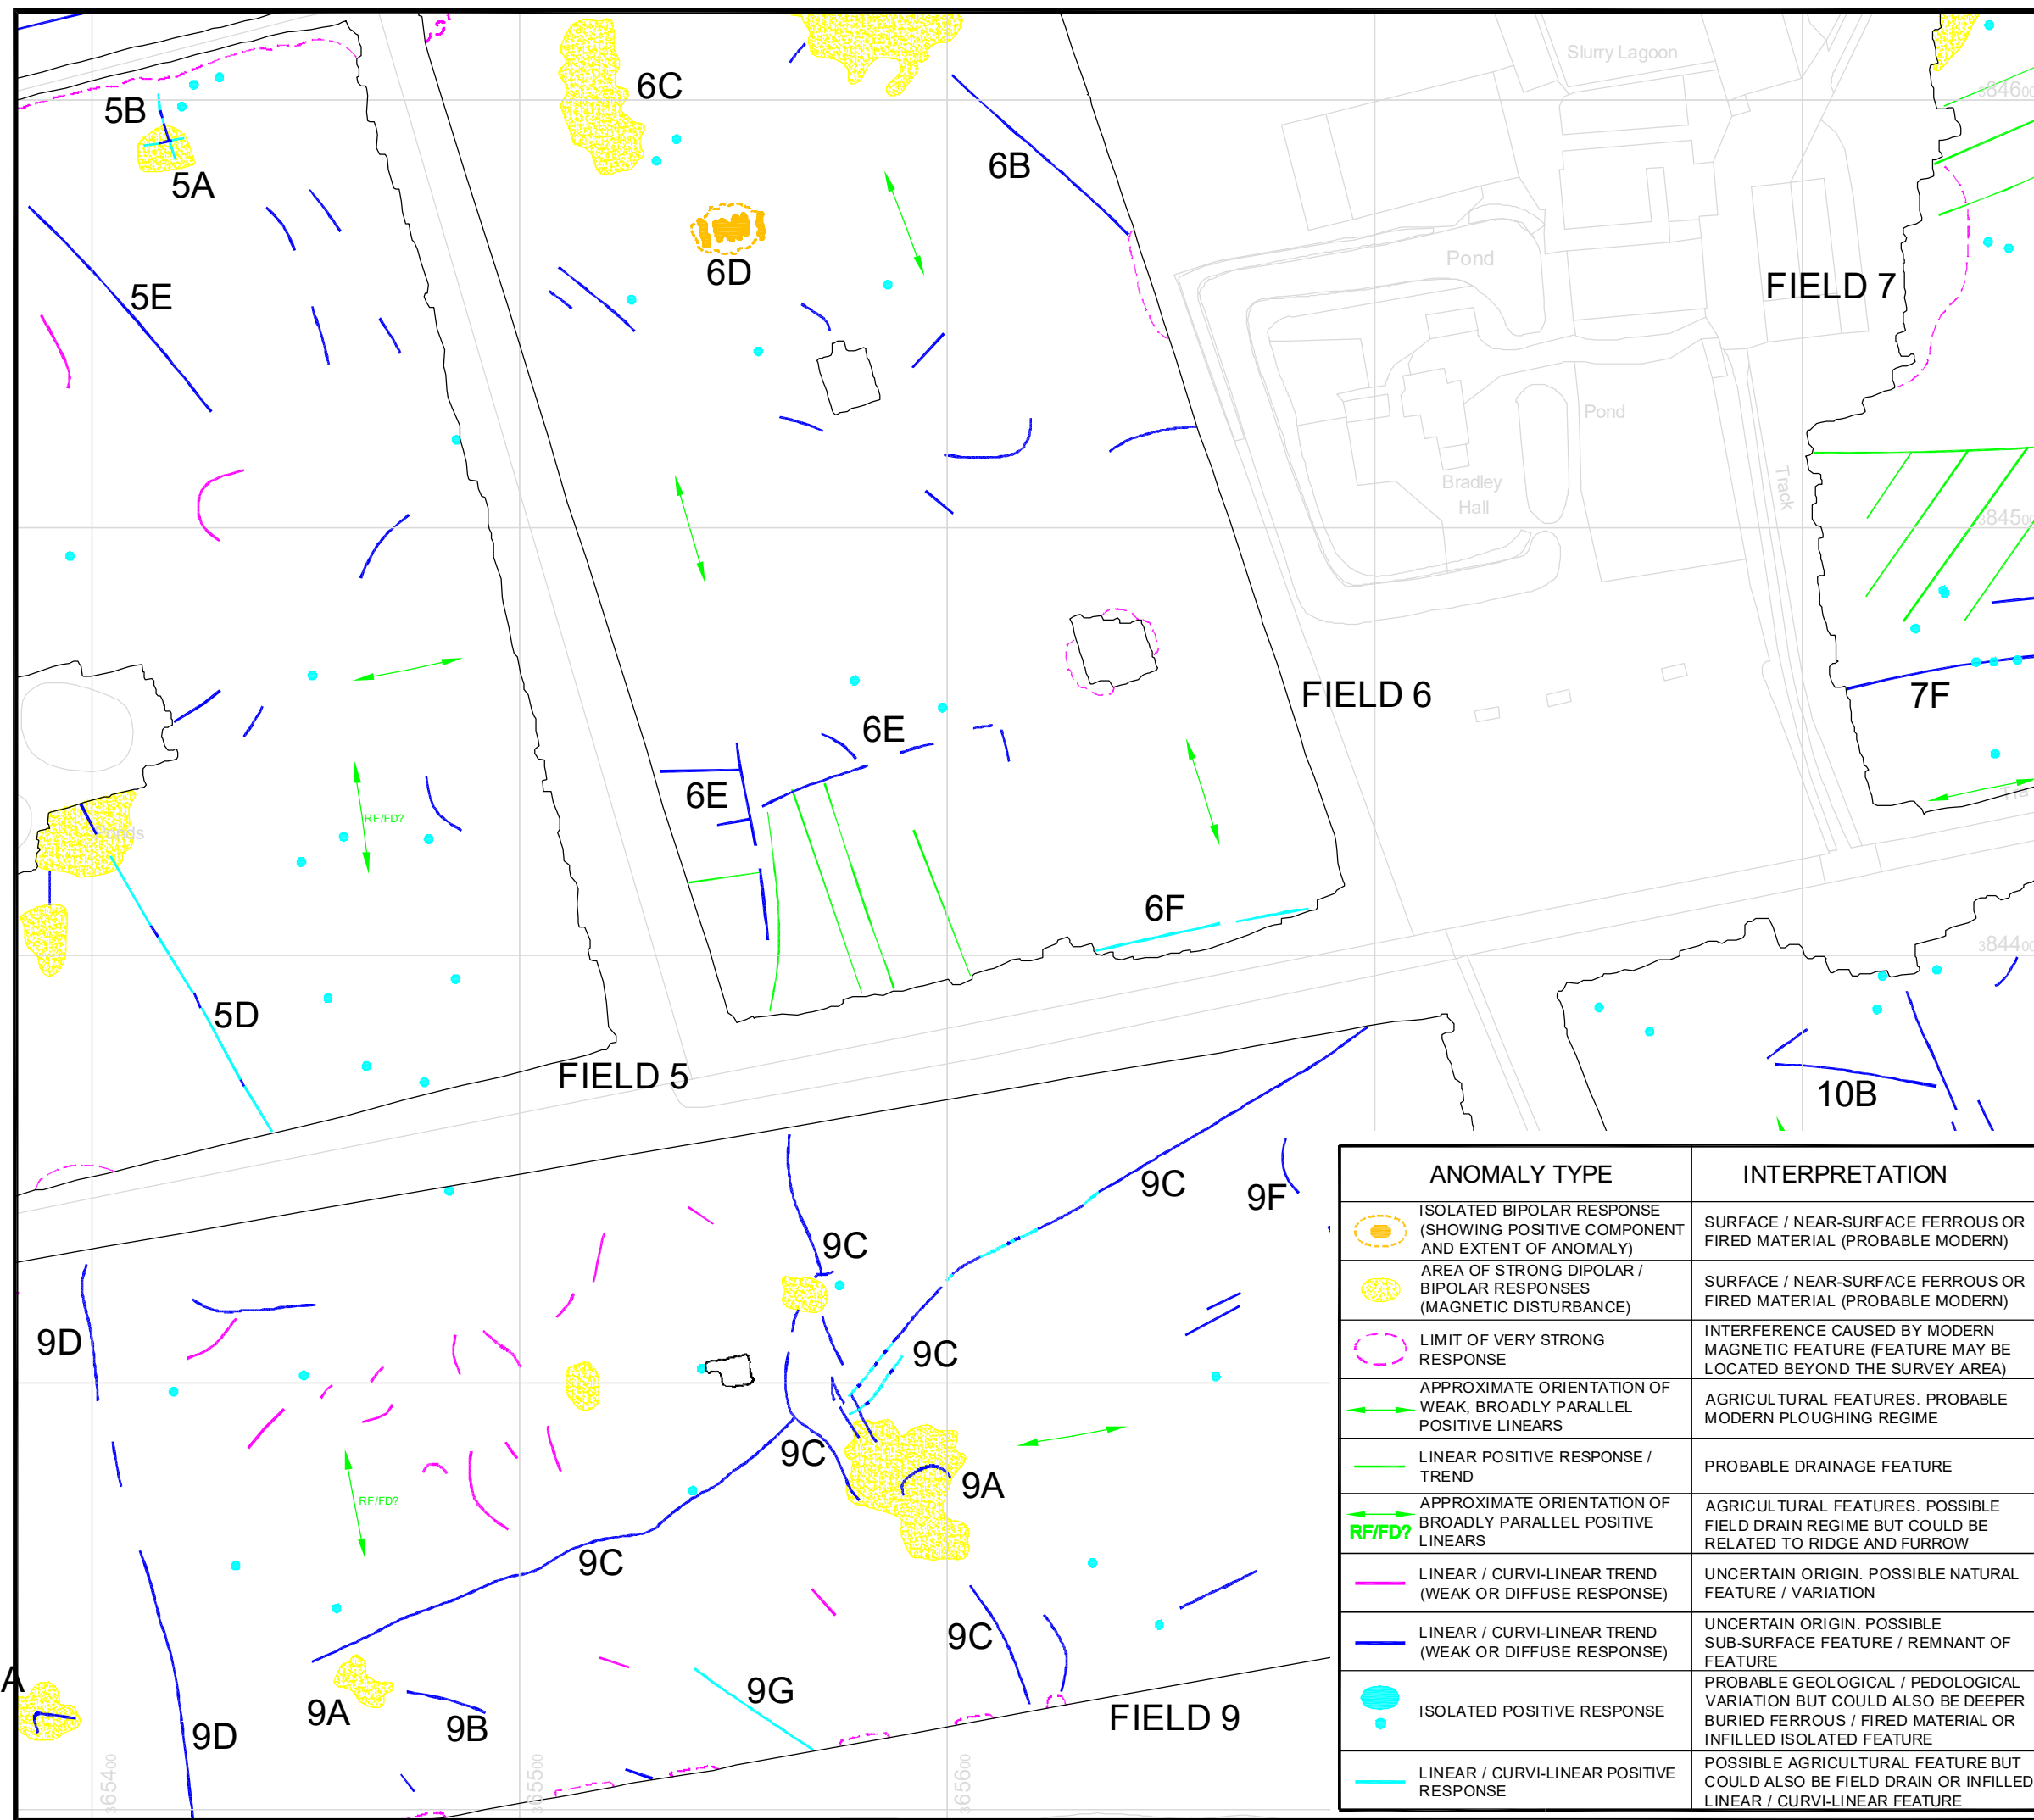 Slurry Lagoon
6C
384600
5B
6B
5A
Pond
6D
FIELD 7
5E
Pond
Bradley
Hall
Track
384500
FIELD 6
7F
6E
6E
RF/FD?
Ponds
6F
384400
5D
FIELD 5
10B
9C
9F
9C
9D
9C
9C
9A
RF/FD?
9C
9C
A
9G
9A
9B
9D
FIELD 9
365400
365500
365600
ANOMALY TYPE
INTERPRETATION
ISOLATED BIPOLAR RESPONSE
(SHOWING POSITIVE COMPONENT
AND EXTENT OF ANOMALY)
SURFACE / NEAR-SURFACE FERROUS OR
FIRED MATERIAL (PROBABLE MODERN)
AREA OF STRONG DIPOLAR /
BIPOLAR RESPONSES
(MAGNETIC DISTURBANCE)
SURFACE / NEAR-SURFACE FERROUS OR
FIRED MATERIAL (PROBABLE MODERN)
LIMIT OF VERY STRONG
RESPONSE
INTERFERENCE CAUSED BY MODERN
MAGNETIC FEATURE (FEATURE MAY BE
LOCATED BEYOND THE SURVEY AREA)
APPROXIMATE ORIENTATION OF
WEAK, BROADLY PARALLEL
POSITIVE LINEARS
AGRICULTURAL FEATURES. PROBABLE
MODERN PLOUGHING REGIME
LINEAR POSITIVE RESPONSE /
TREND
PROBABLE DRAINAGE FEATURE
RF/FD?
APPROXIMATE ORIENTATION OF
BROADLY PARALLEL POSITIVE
LINEARS
AGRICULTURAL FEATURES. POSSIBLE
FIELD DRAIN REGIME BUT COULD BE
RELATED TO RIDGE AND FURROW
LINEAR / CURVI-LINEAR TREND
(WEAK OR DIFFUSE RESPONSE)
UNCERTAIN ORIGIN. POSSIBLE NATURAL
FEATURE / VARIATION
LINEAR / CURVI-LINEAR TREND
(WEAK OR DIFFUSE RESPONSE)
UNCERTAIN ORIGIN. POSSIBLE
SUB-SURFACE FEATURE / REMNANT OF
FEATURE
ISOLATED POSITIVE RESPONSE
PROBABLE GEOLOGICAL / PEDOLOGICAL
VARIATION BUT COULD ALSO BE DEEPER
BURIED FERROUS / FIRED MATERIAL OR
INFILLED ISOLATED FEATURE
LINEAR / CURVI-LINEAR POSITIVE
RESPONSE
POSSIBLE AGRICULTURAL FEATURE BUT
COULD ALSO BE FIELD DRAIN OR INFILLED
LINEAR / CURVI-LINEAR FEATURE